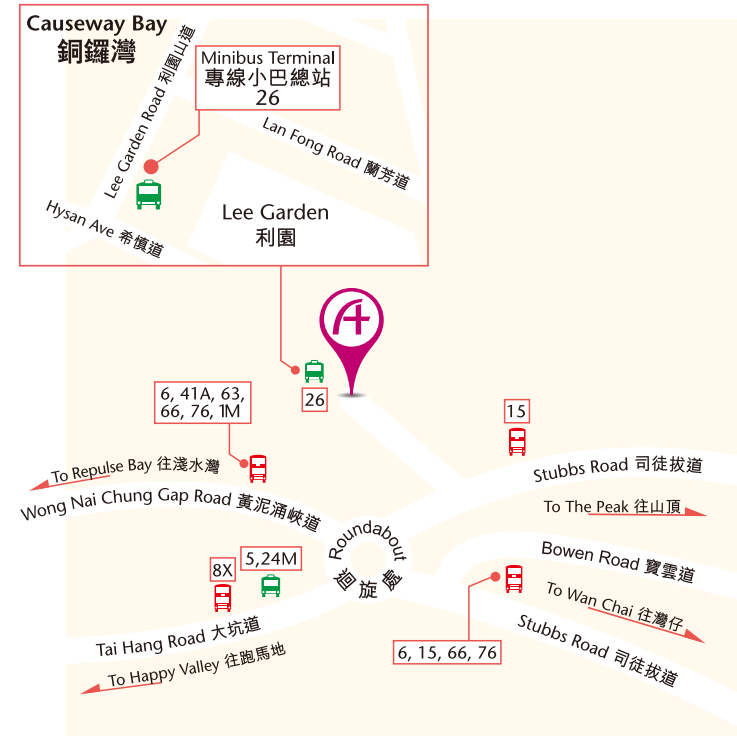 Causeway Bay
銅鑼灣
Minibus Terminal
專線小巴總站
26
Lee Garden Road 利園山道
Lan Fong Road 蘭芳道
Hysan Ave 希慎道
Lee Garden
利園
A+
26
6, 41A, 63,
66, 76, 1M
15
To Repulse Bay 往淺水灣
Wong Nai Chung Gap Road 黃泥涌峽道
Stubbs Road 司徒拔道
To The Peak 往山頂
Roundabout
迴旋處
Bowen Road 寶雲道
8X
5,24M
To Wan Chai 往灣仔
Tai Hang Road 大坑道
To Happy Valley 往跑馬地
6, 15, 66, 76
Stubbs Road 司徒拔道